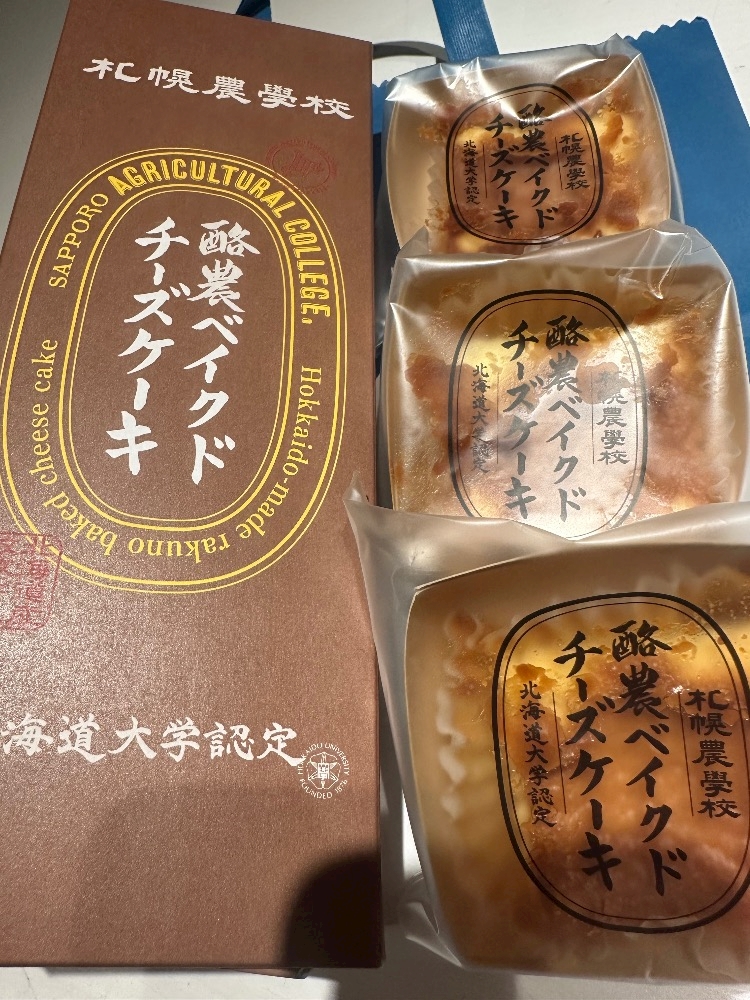 札幌農學校
SAPPORO AGRICULTURAL COLLEGE.
Hokkaido-made rakuno baked cheese cake
酪農ベイクド
チーズケーキ
海道大学認定
HOKKAIDO UNIVERSITY
FOUNDED 1876
札幌農學校
酪農ベイクド
チーズケーキ
北海道大学認定
札幌農學校
酪農ベイクド
チーズケーキ
北海道大学認定
札幌農學校
酪農ベイクド
チーズケーキ
北海道大学認定